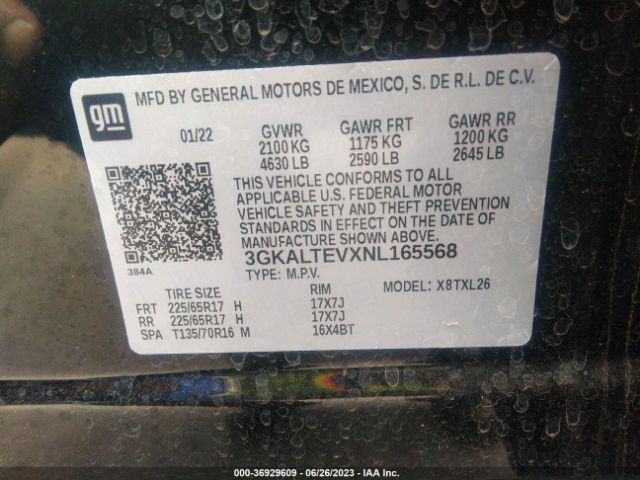 MFD BY GENERAL MOTORS DE MEXICO, S. DE R.L. DE C.V.
gm
01/22 GVWR GAWR FRT GAWR RR
2100 KG 1175 KG 1200 KG
4630 LB 2590 LB 2645 LB
THIS VEHICLE CONFORMS TO ALL
APPLICABLE U.S. FEDERAL MOTOR
VEHICLE SAFETY AND THEFT PREVENTION
STANDARDS IN EFFECT ON THE DATE OF
MANUFACTURE SHOWN ABOVE.
384A
3GKALTEVXNL165568
TYPE: M.P.V. MODEL: X8TXL26
TIRE SIZE RIM
FRT 225/65R17 H 17X7J
RR 225/65R17 H 17X7J
SPA T135/70R16 M 16X4BT
000-36929609 - 06/26/2023 - IAA Inc.